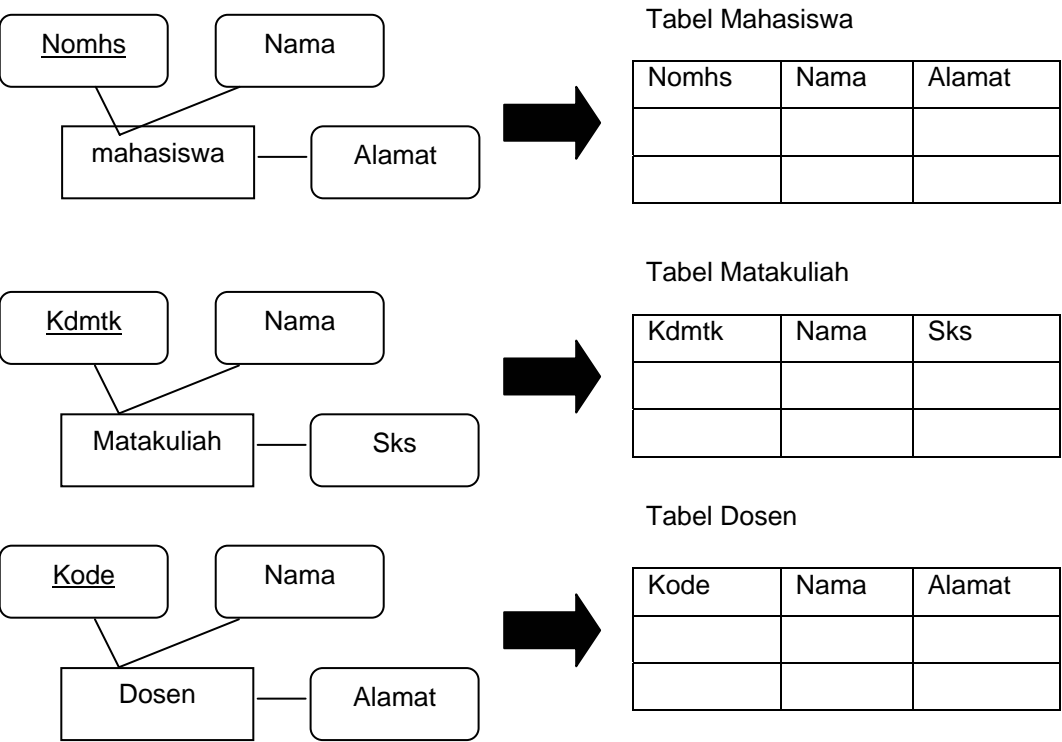 Nomhs Nama
mahasiswa Alamat
Tabel Mahasiswa
Nomhs Nama Alamat
Kdmtk Nama
Matakuliah Sks
Tabel Matakuliah
Kdmtk Nama Sks
Kode Nama
Dosen Alamat
Tabel Dosen
Kode Nama Alamat